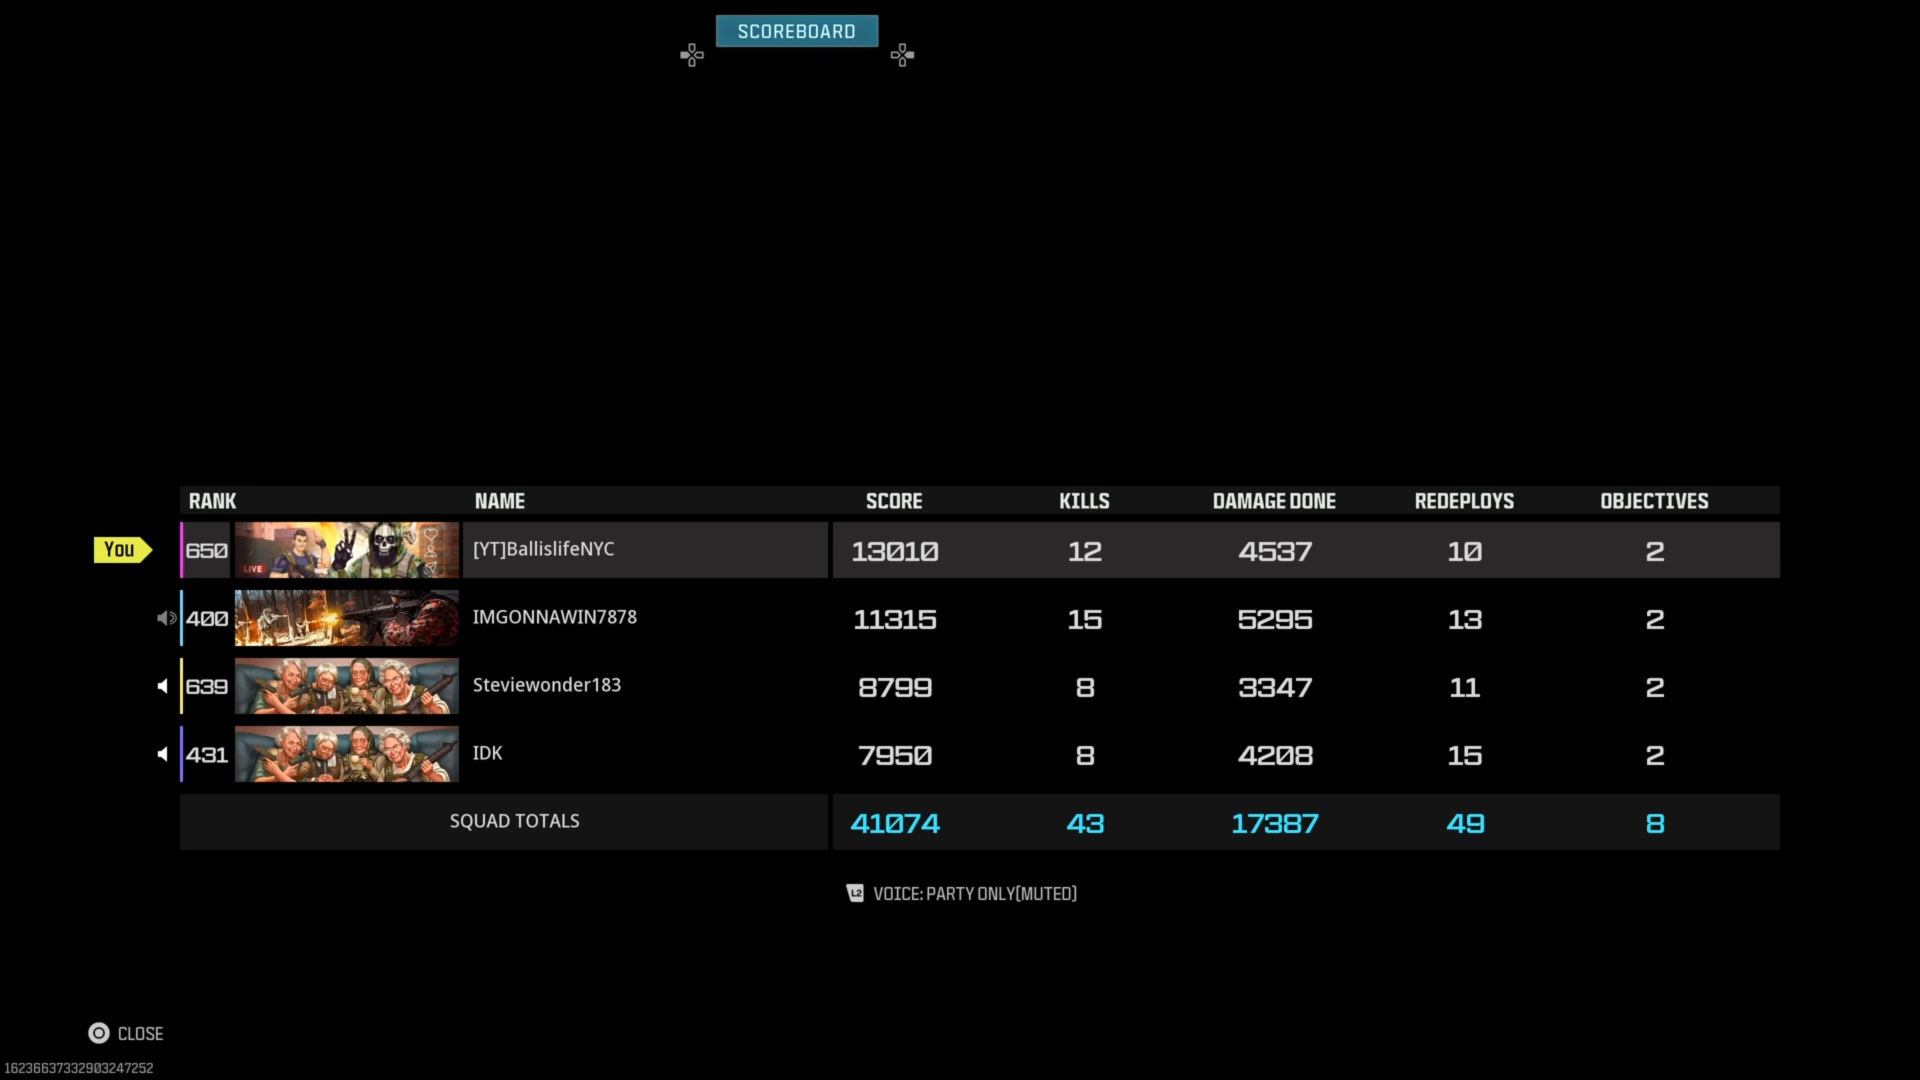 SCOREBOARD
RANK NAME SCORE KILLS DAMAGE DONE REDEPLOYS OBJECTIVES
You 650 LIVE [YT]BallislifeNYC 13010 12 4537 10 2
400 IMGONNAWIN7878 11315 15 5295 13 2
639 Steviewonder183 8799 8 3347 11 2
431 IDK 7950 8 4208 15 2
SQUAD TOTALS 41074 43 17387 49 8
L2 VOICE: PARTY ONLY(MUTED)
CLOSE
16236637332903247252